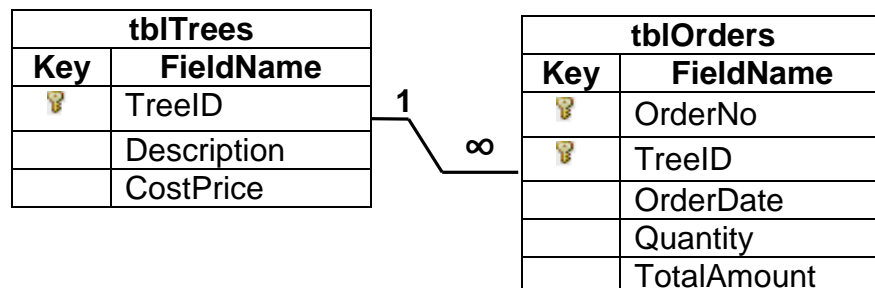 tblTrees
Key FieldName
TreeID
Description
CostPrice
1
∞
tblOrders
Key FieldName
OrderNo
TreeID
OrderDate
Quantity
TotalAmount